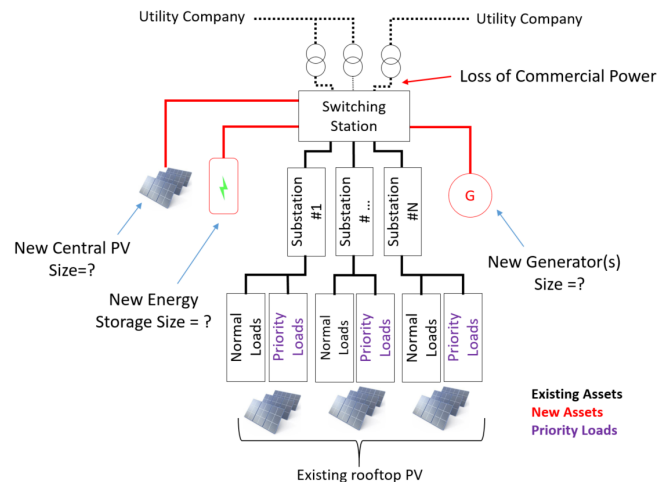 Utility Company
Utility Company
Loss of Commercial Power
Switching
Station
Substation
#1
Substation
# ...
Substation
#N
G
New Central PV
Size=?
New Energy
Storage Size = ?
New Generator(s)
Size =?
Normal
Loads
Priority
Loads
Normal
Loads
Priority
Loads
Normal
Loads
Priority
Loads
Existing Assets
New Assets
Priority Loads
Existing rooftop PV